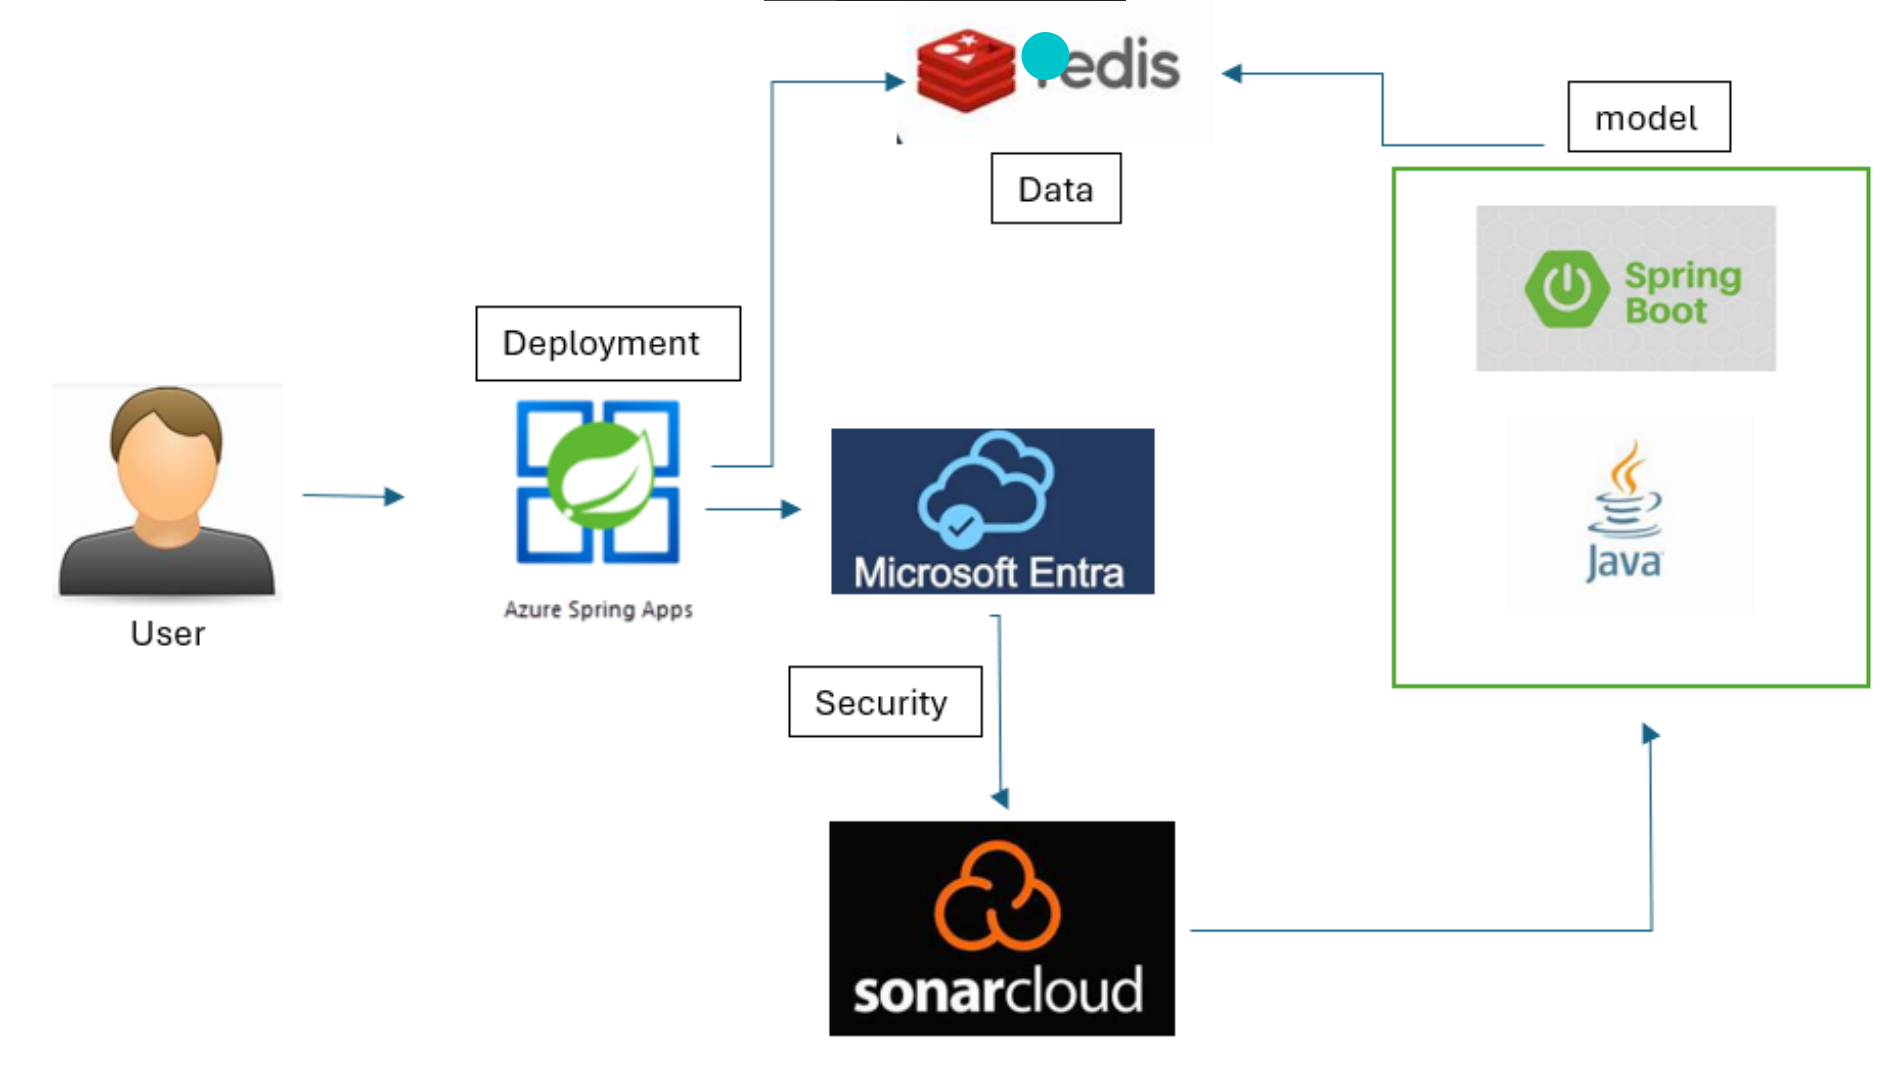 redis
Data
model
Spring
Boot
Java
Deployment
Azure Spring Apps
User
Microsoft Entra
Security
sonarcloud